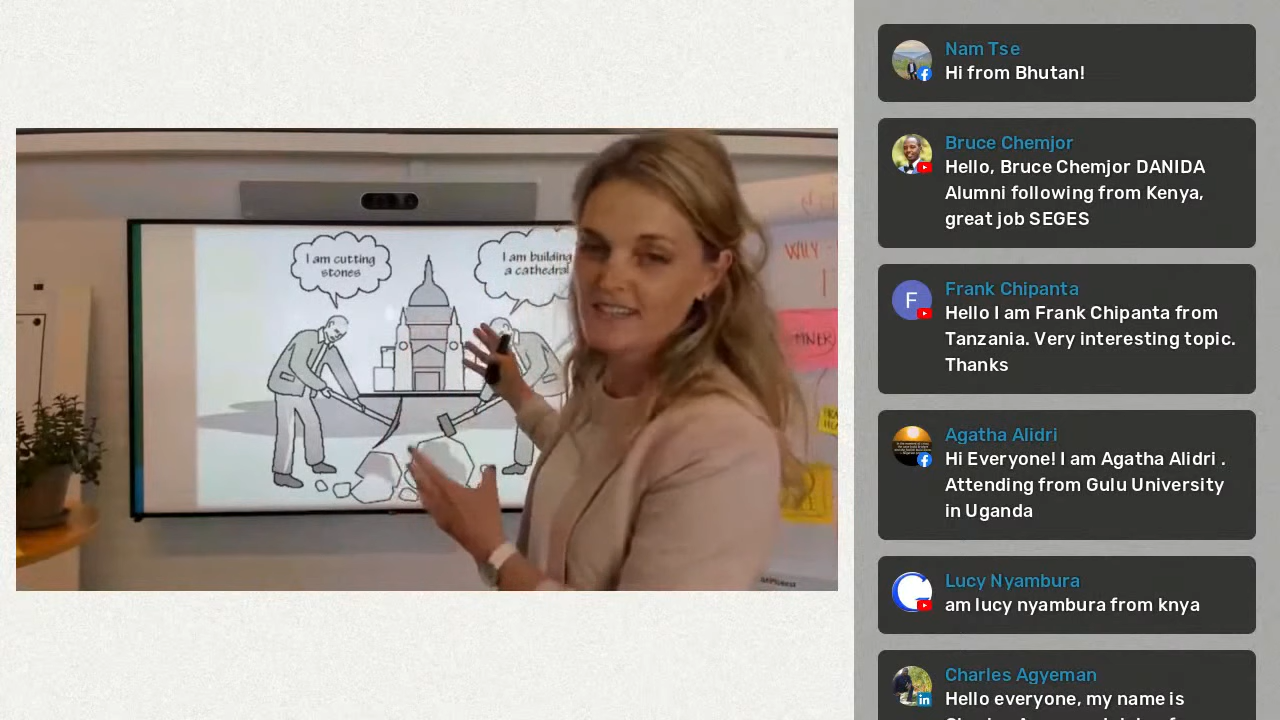 I am cutting
stones
I am building
a cathedral
WHY
Nam Tse
Hi from Bhutan!
Bruce Chemjor
Hello, Bruce Chemjor DANIDA
Alumni following from Kenya,
great job SEGES
F
Frank Chipanta
Hello I am Frank Chipanta from
Tanzania. Very interesting topic.
Thanks
Agatha Alidri
Hi Everyone! I am Agatha Alidri .
Attending from Gulu University
in Uganda
Lucy Nyambura
am lucy nyambura from knya
Charles Agyeman
Hello everyone, my name is